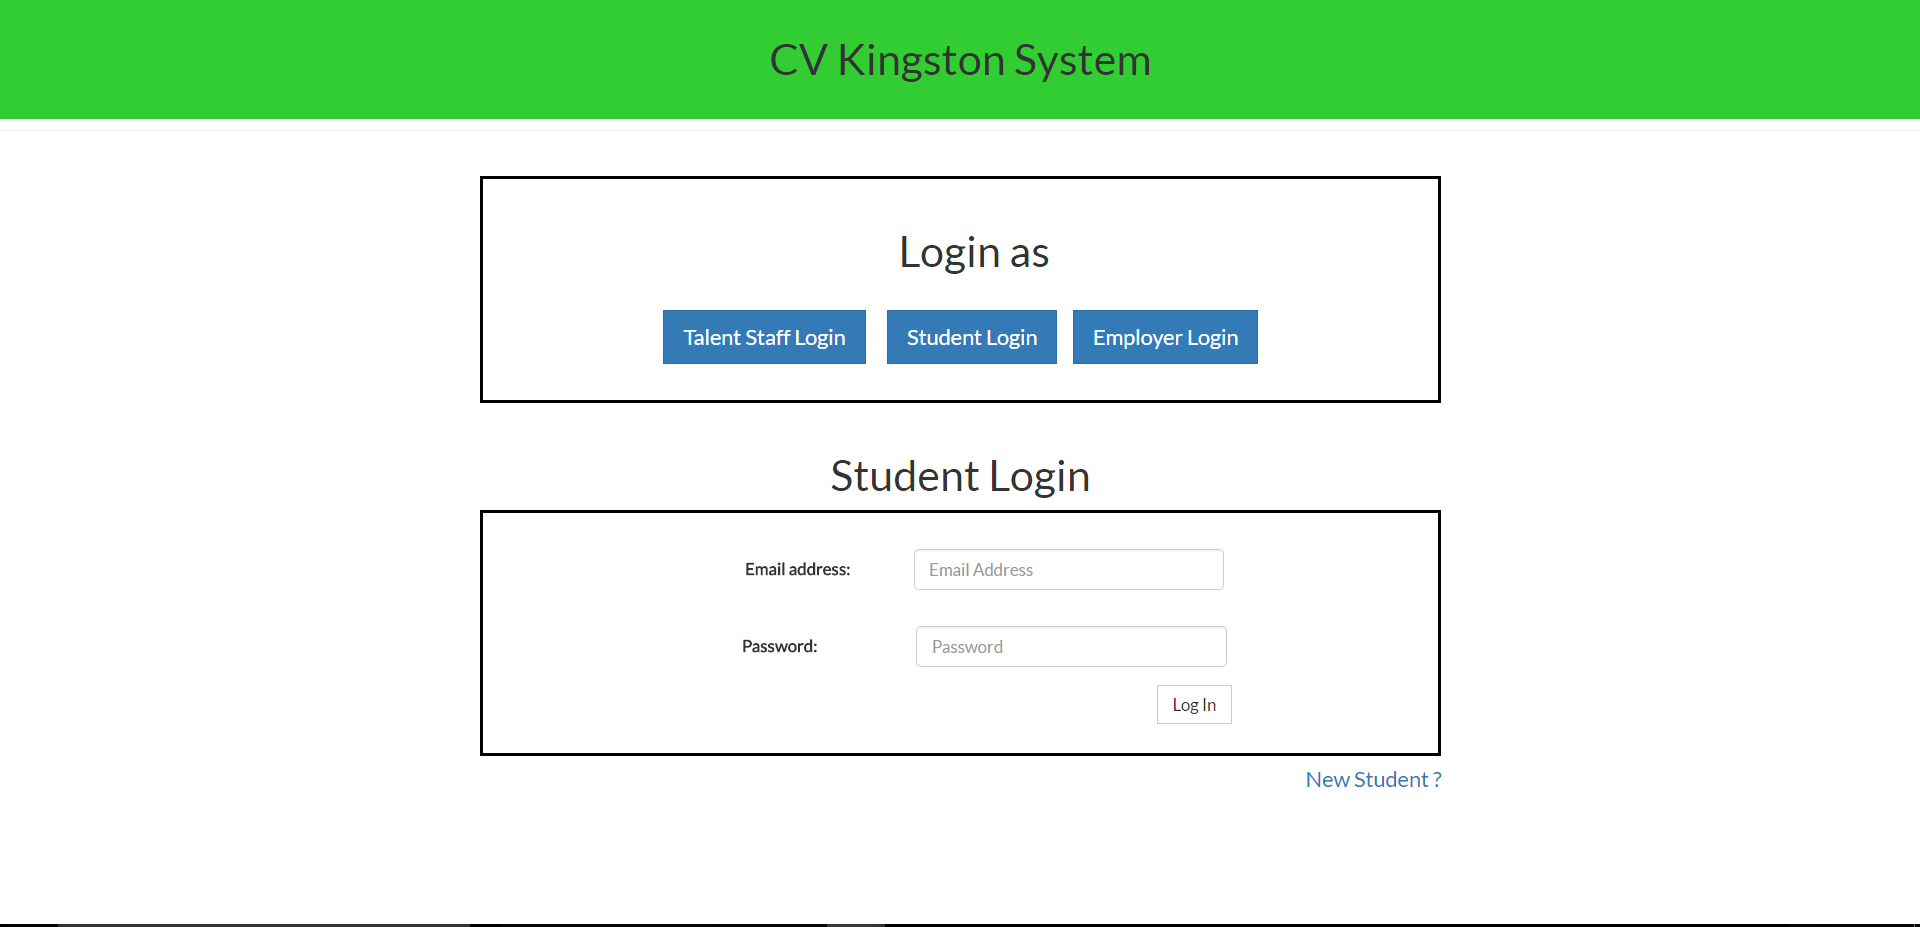 CV Kingston System
Login as
Talent Staff Login Student Login Employer Login
Student Login
Email address: Email Address
Password: Password
Log In
New Student ?